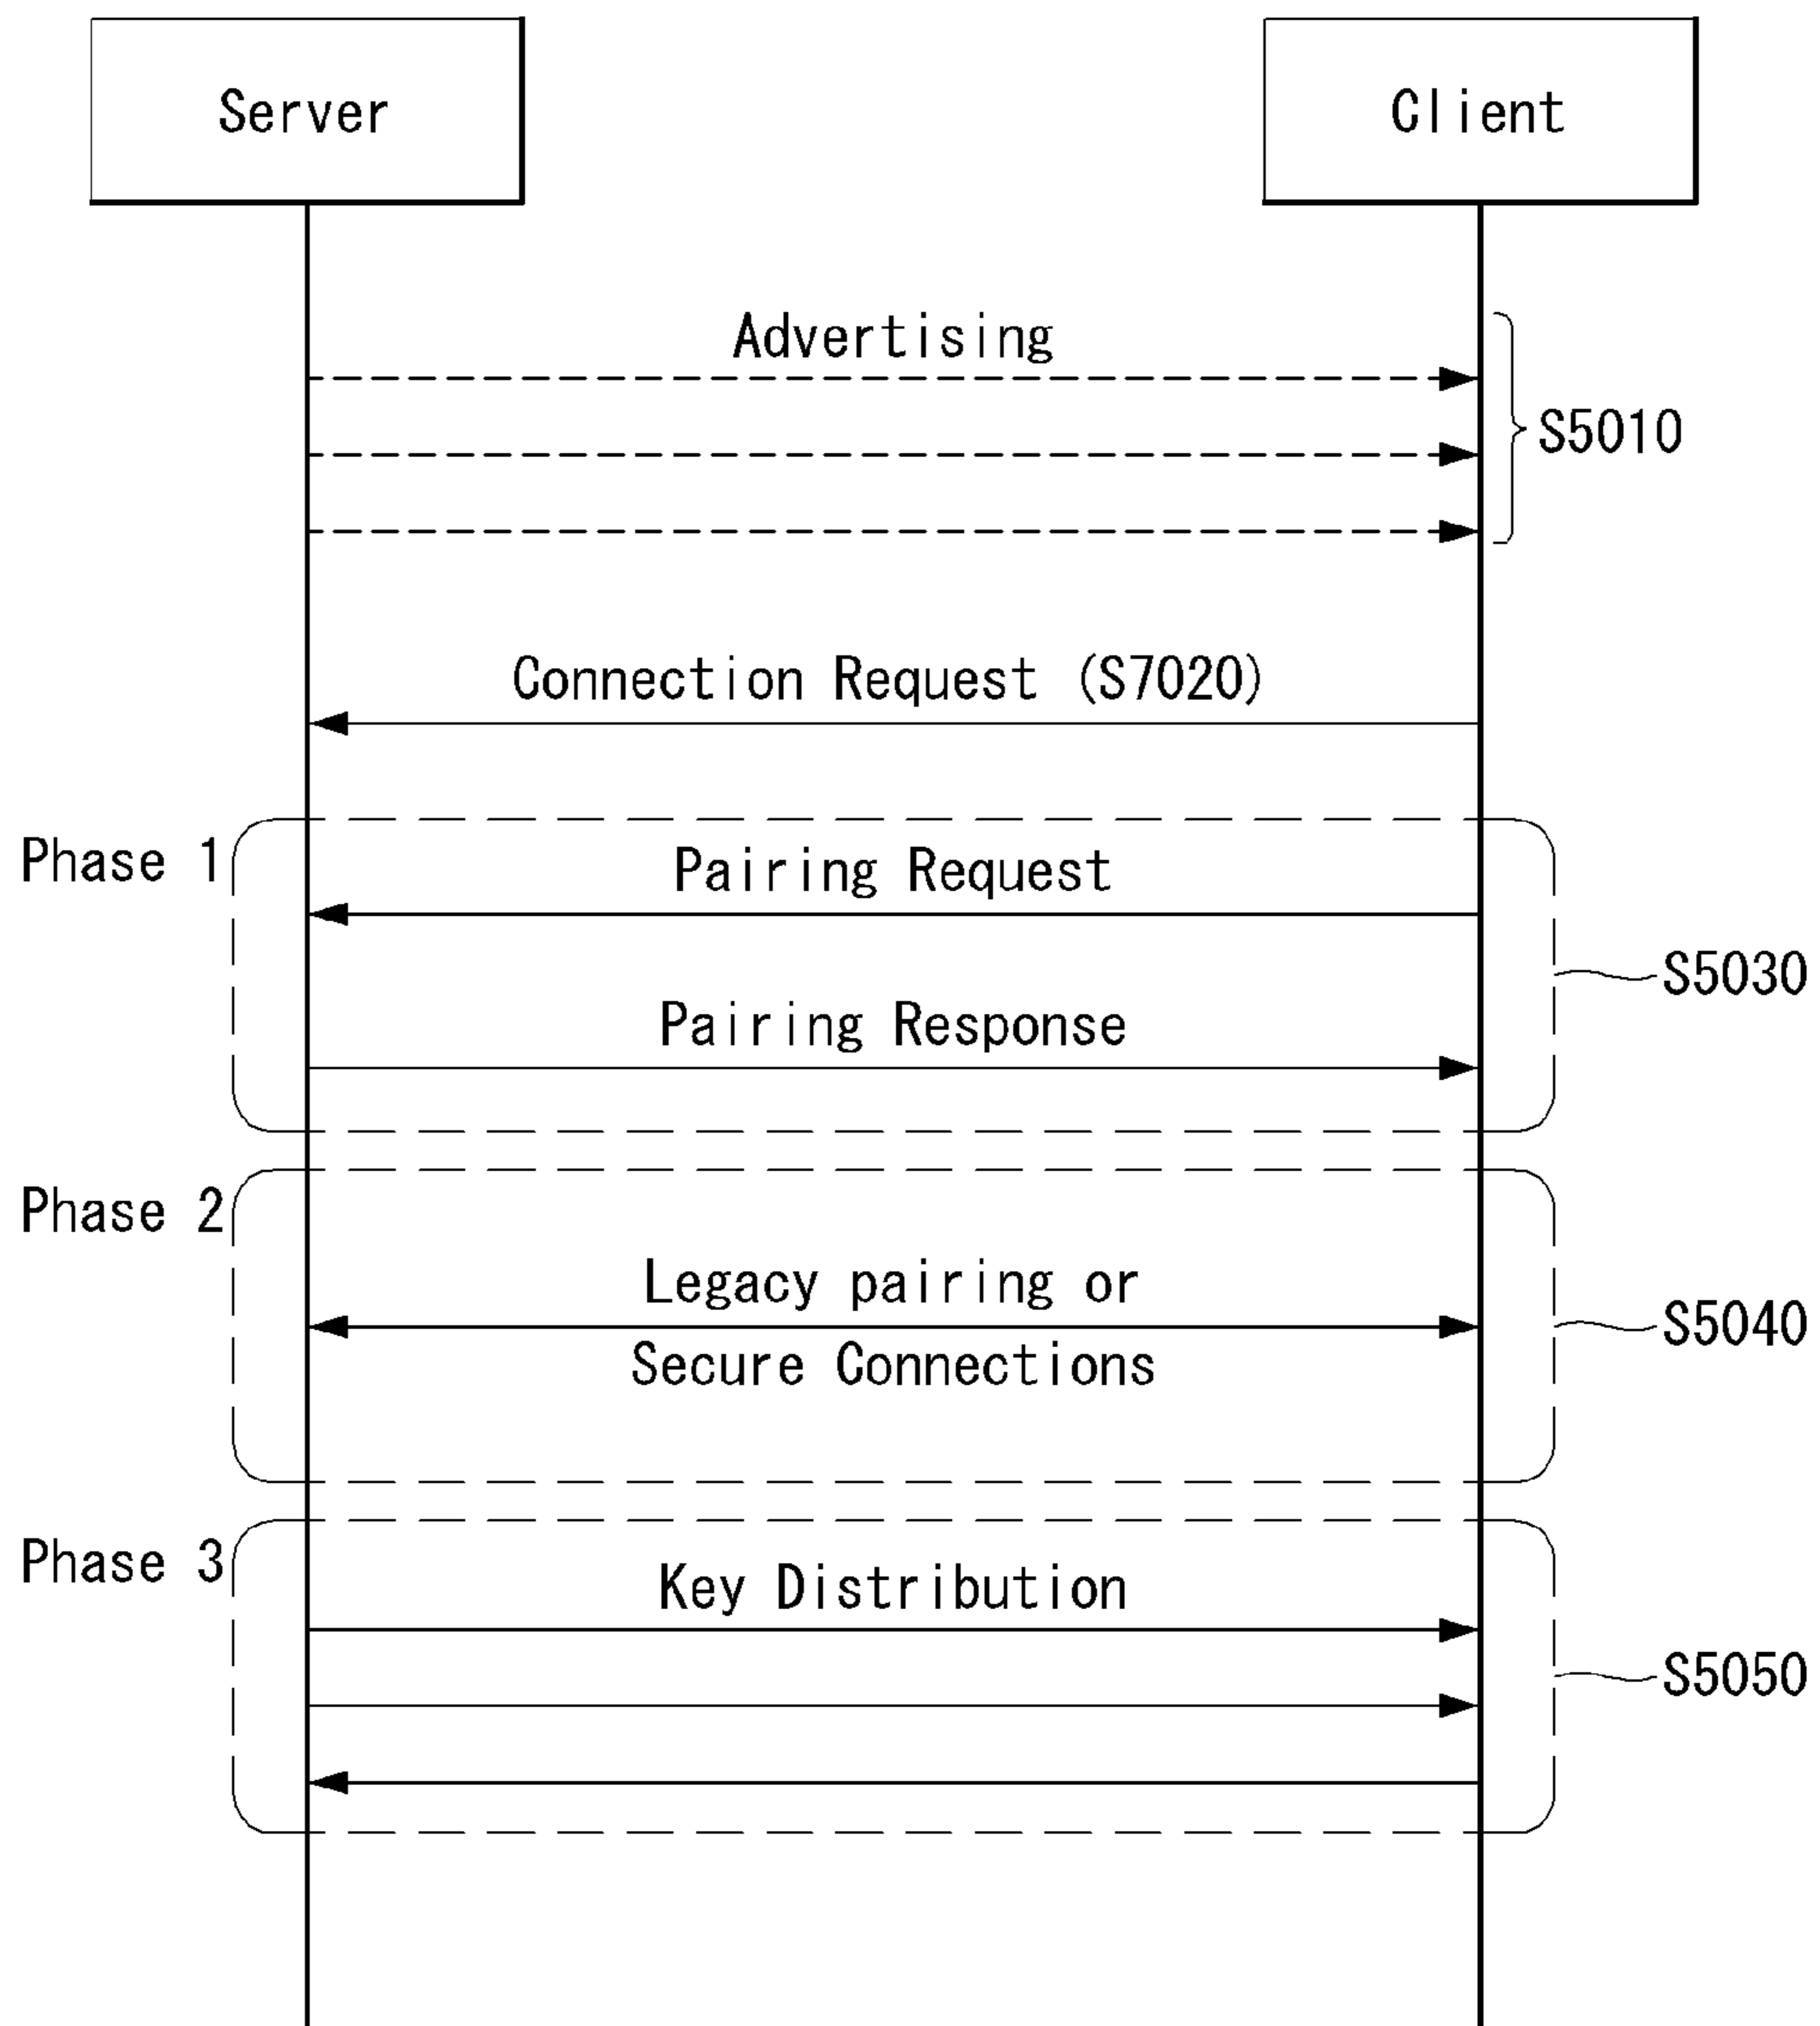 Server
Client
Advertising
S5010
Connection Request (S7020)
Phase 1
Pairing Request
S5030
Pairing Response
Phase 2
Legacy pairing or
Secure Connections
S5040
Phase 3
Key Distribution
S5050